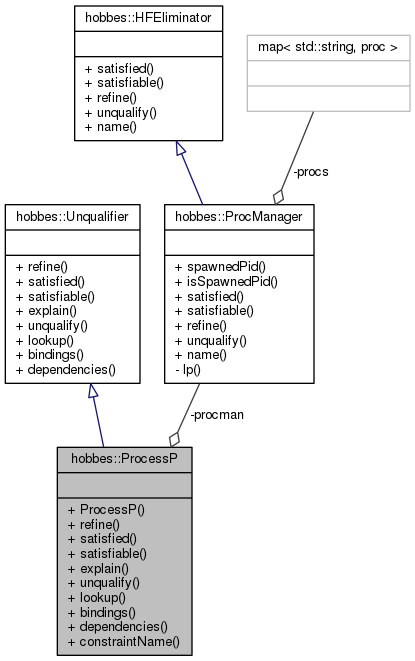 hobbes::HFEliminator
+ satisfied()
+ satisfiable()
+ refine()
+ unqualify()
+ name()
map< std::string, proc >
-procs
hobbes::Unqualifier
+ refine()
+ satisfied()
+ satisfiable()
+ explain()
+ unqualify()
+ lookup()
+ bindings()
+ dependencies()
hobbes::ProcManager
+ spawnedPid()
+ isSpawnedPid()
+ satisfied()
+ satisfiable()
+ refine()
+ unqualify()
+ name()
- lp()
-procman
hobbes::ProcessP
+ ProcessP()
+ refine()
+ satisfied()
+ satisfiable()
+ explain()
+ unqualify()
+ lookup()
+ bindings()
+ dependencies()
+ constraintName()